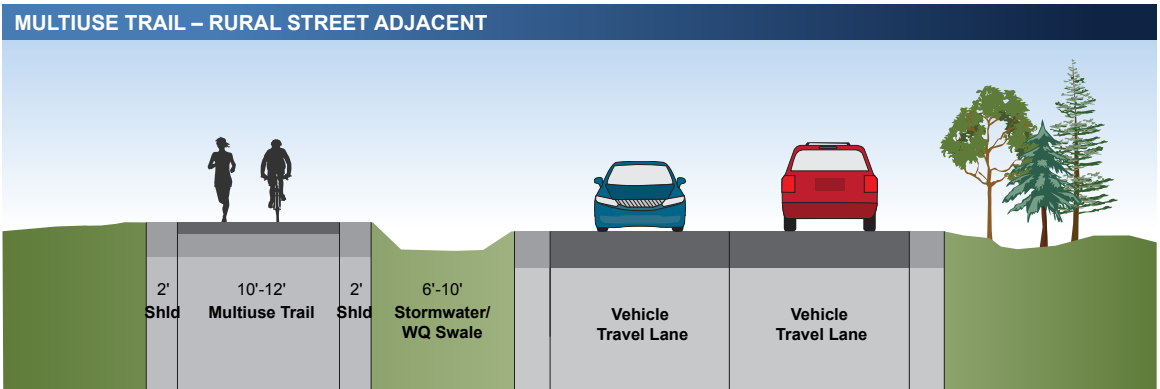 MULTIUSE TRAIL – RURAL STREET ADJACENT
2'
Shld
10'-12'
Multiuse Trail
2'
Shld
6'-10'
Stormwater/
WQ Swale
Vehicle
Travel Lane
Vehicle
Travel Lane